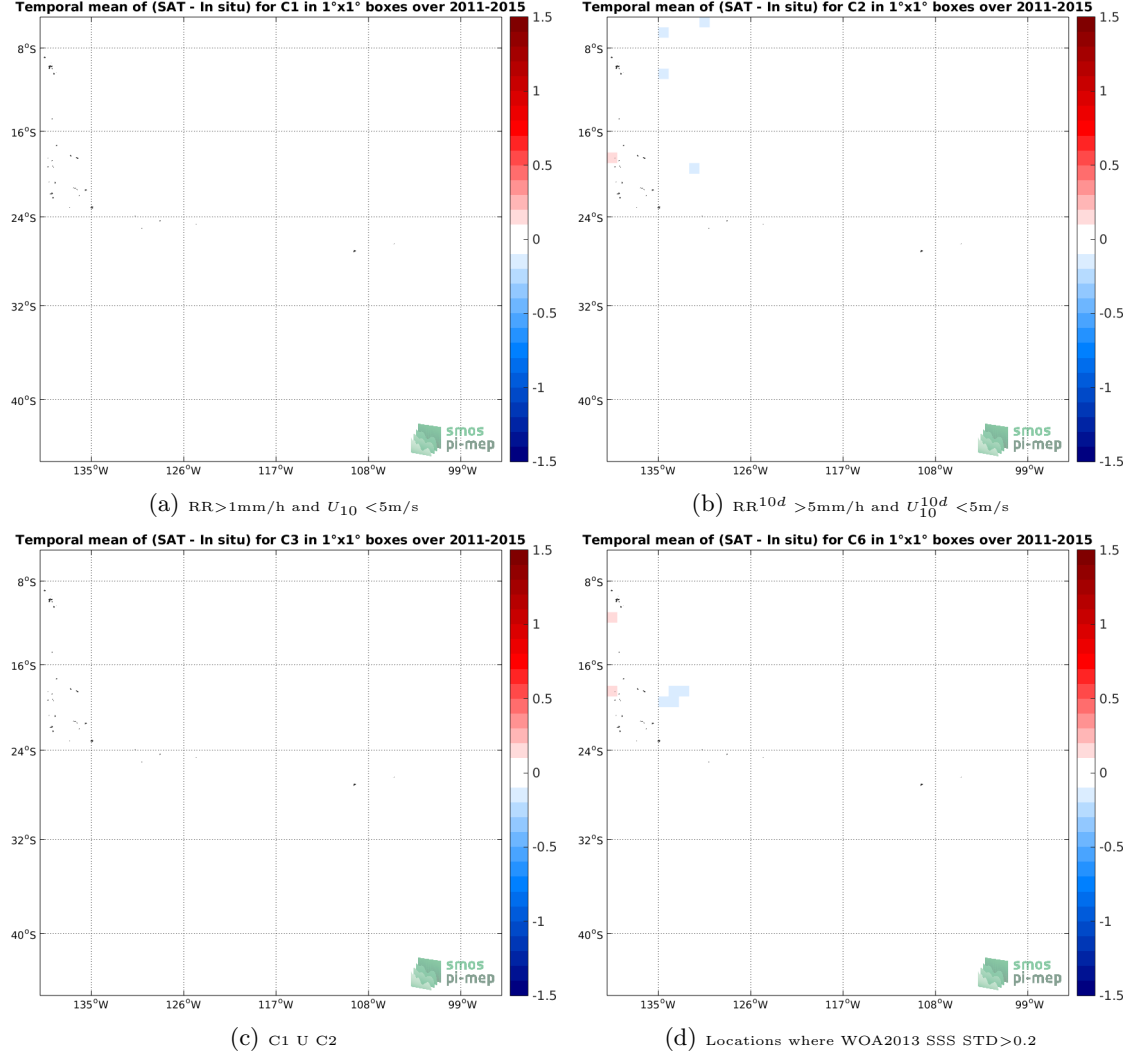 Temporal mean of (SAT - In situ) for C1 in 1°x1° boxes over 2011-2015
8°S
16°S
24°S
32°S
40°S
135°W
126°W
117°W
108°W
99°W
1.5
1
0.5
0
-0.5
-1
-1.5
smos
pi-mep
(a) RR>1mm/h and U10 <5m/s
Temporal mean of (SAT - In situ) for C2 in 1°x1° boxes over 2011-2015
8°S
16°S
24°S
32°S
40°S
135°W
126°W
117°W
108°W
99°W
1.5
1
0.5
0
-0.5
-1
-1.5
smos
pi-mep
(b) RR10d >5mm/h and U10d10 <5m/s
Temporal mean of (SAT - In situ) for C3 in 1°x1° boxes over 2011-2015
8°S
16°S
24°S
32°S
40°S
135°W
126°W
117°W
108°W
99°W
1.5
1
0.5
0
-0.5
-1
-1.5
smos
pi-mep
(c) C1 U C2
Temporal mean of (SAT - In situ) for C6 in 1°x1° boxes over 2011-2015
8°S
16°S
24°S
32°S
40°S
135°W
126°W
117°W
108°W
99°W
1.5
1
0.5
0
-0.5
-1
-1.5
smos
pi-mep
(d) Locations where WOA2013 SSS STD>0.2